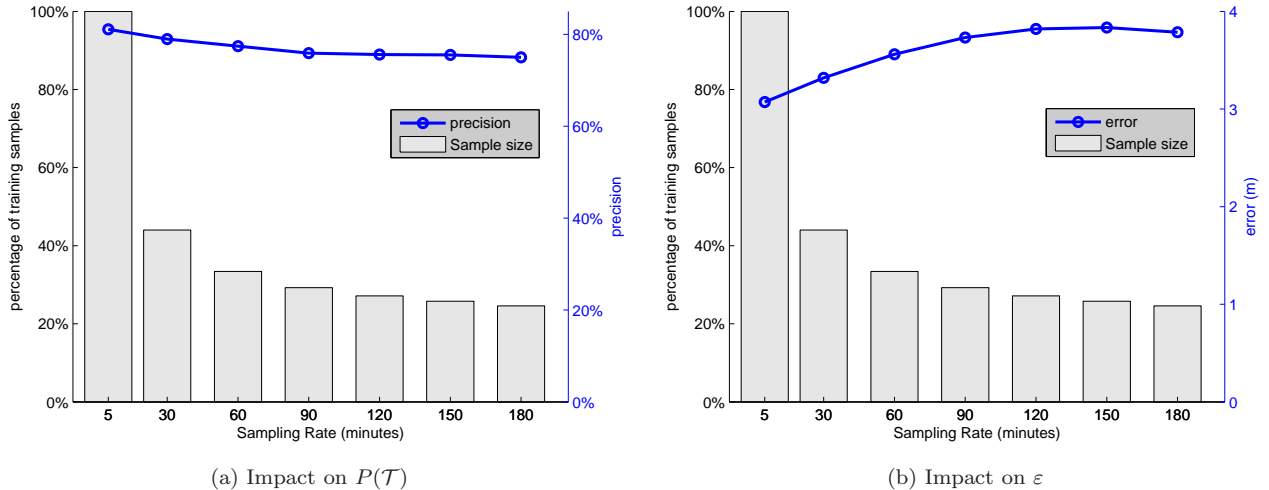 100%
80%
60%
40%
20%
0%
percentage of training samples
5 30 60 90 120 150 180
Sampling Rate (minutes)
80%
60%
40%
20%
0%
precision
precision
Sample size
(a) Impact on P(𝒯)
100%
80%
60%
40%
20%
0%
percentage of training samples
5 30 60 90 120 150 180
Sampling Rate (minutes)
4
3
2
1
0
error (m)
error
Sample size
(b) Impact on ε